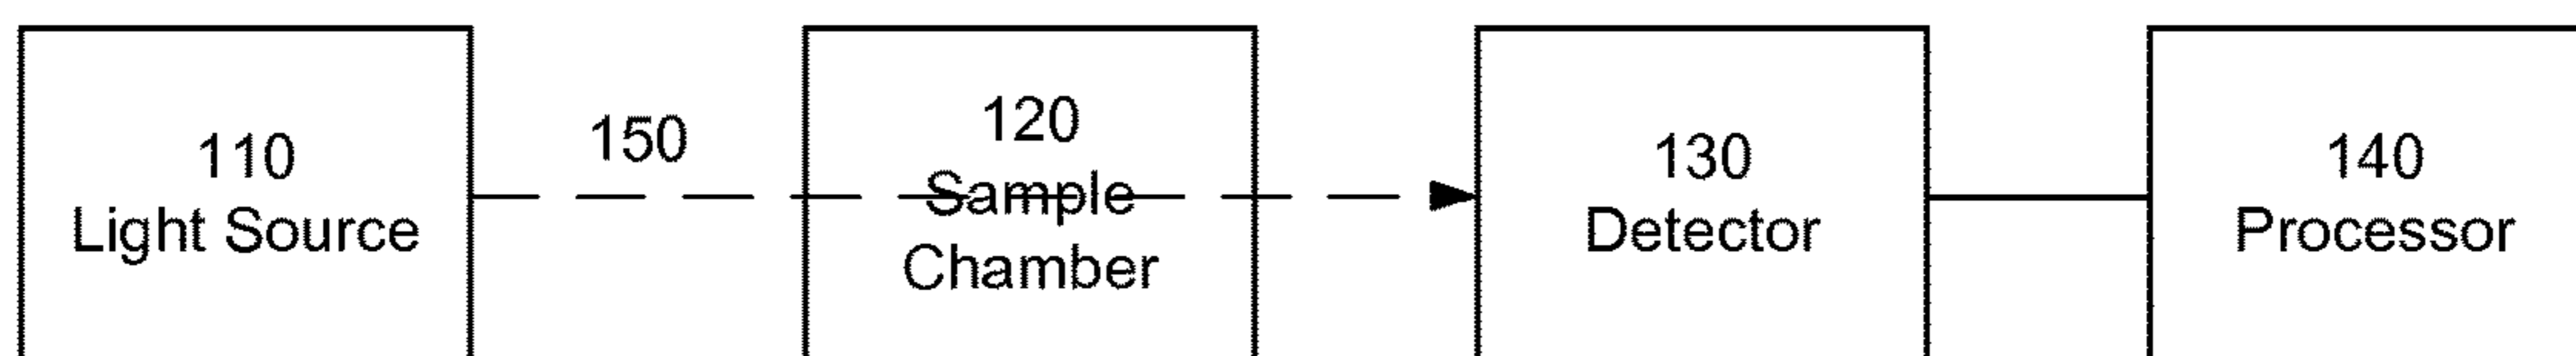 110
Light Source
150
120
Sample
Chamber
130
Detector
140
Processor